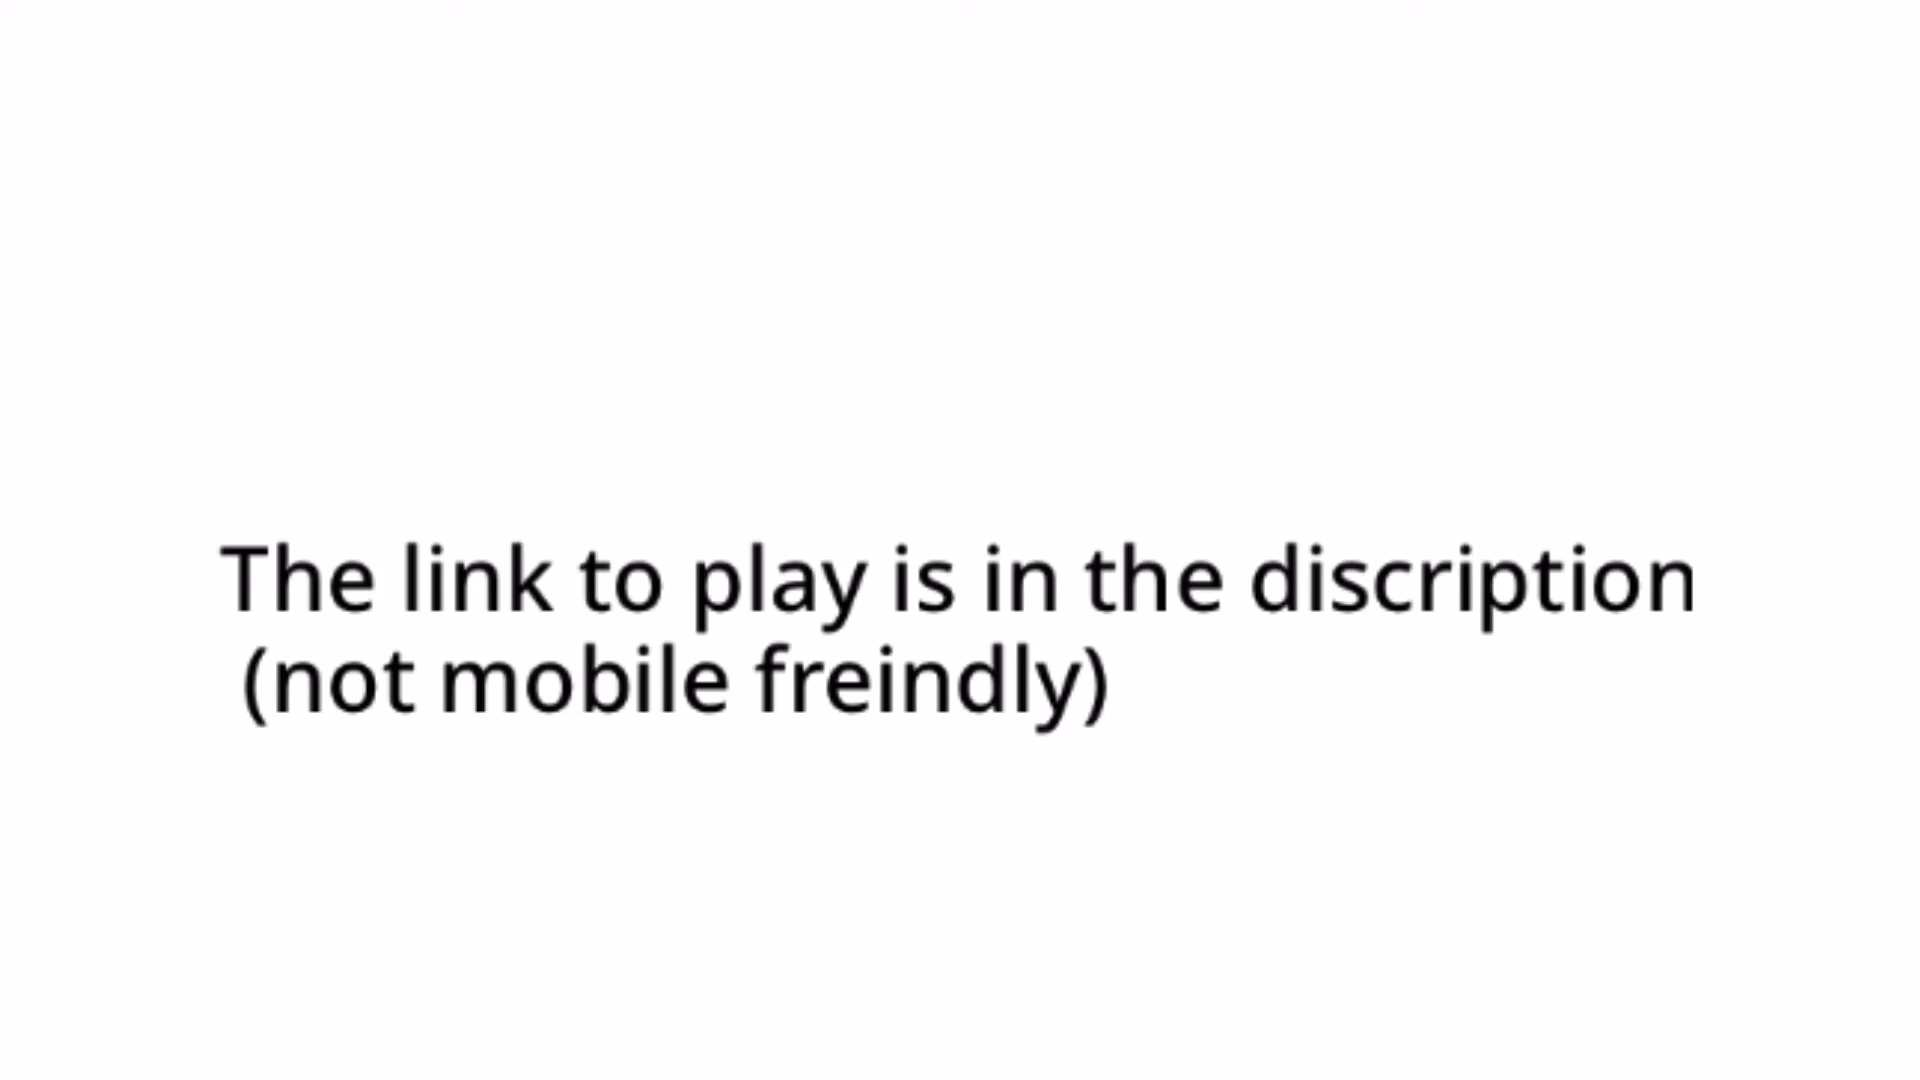 The link to play is in the discription
(not mobile freindly)